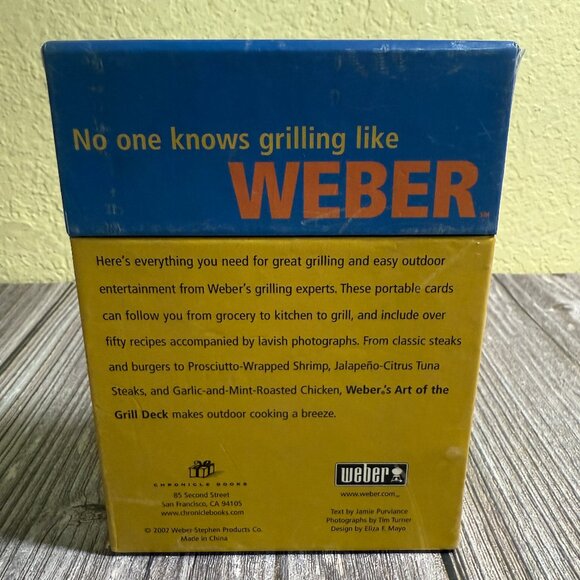 No one knows grilling like
WEBER℠
Here's everything you need for great grilling and easy outdoor
entertainment from Weber's grilling experts. These portable cards
can follow you from grocery to kitchen to grill, and include over
fifty recipes accompanied by lavish photographs. From classic steaks
and burgers to Prosciutto-Wrapped Shrimp, Jalapeño-Citrus Tuna
Steaks, and Garlic-and-Mint-Roasted Chicken, Weber®'s Art of the
Grill Deck makes outdoor cooking a breeze.
CHRONICLE BOOKS
85 Second Street
San Francisco, CA 94105
www.chroniclebooks.com
© 2002 Weber-Stephen Products Co.
Made in China
weber
www.weber.com℠
Text by Jamie Purviance
Photographs by Tim Turner
Design by Eliza F. Mayo